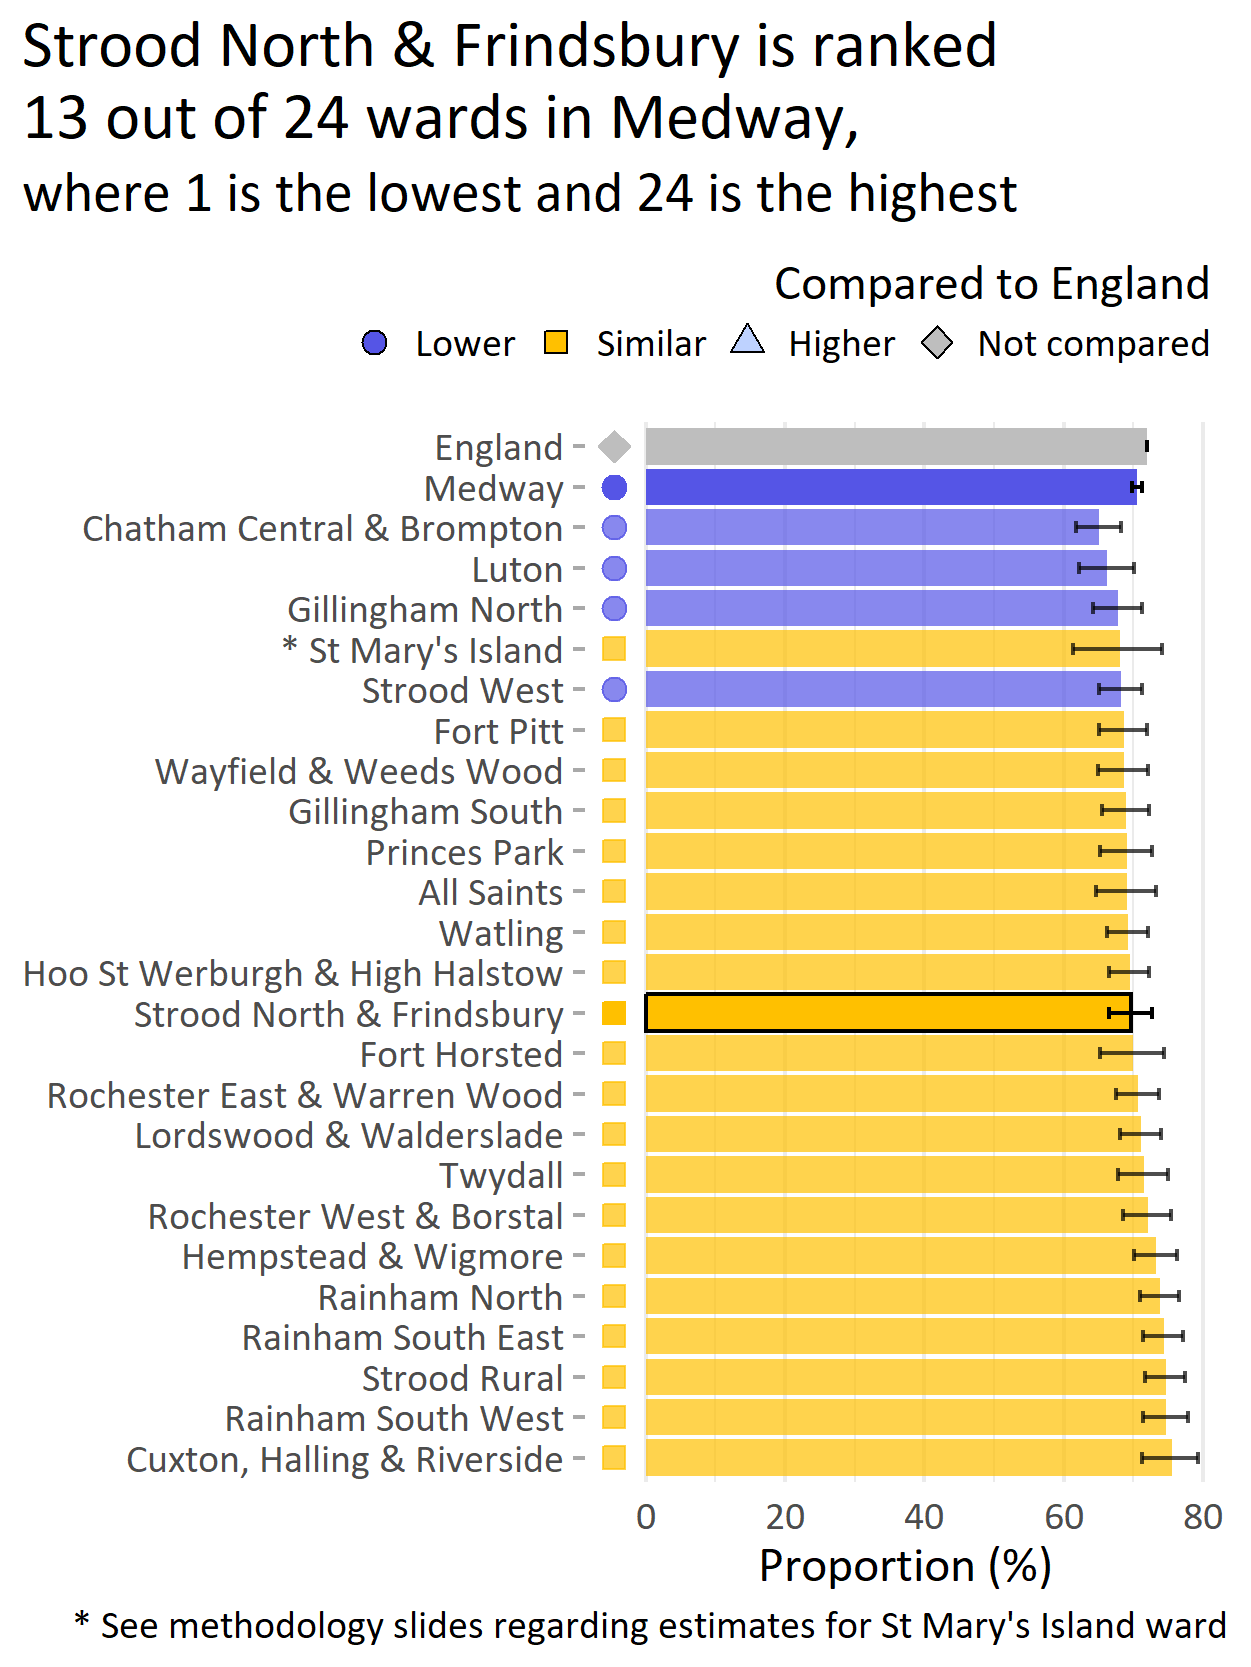 Strood North & Frindsbury is ranked
13 out of 24 wards in Medway,
where 1 is the lowest and 24 is the highest
Compared to England
Lower Similar Higher Not compared
England
Medway
Chatham Central & Brompton
Luton
Gillingham North
* St Mary's Island
Strood West
Fort Pitt
Wayfield & Weeds Wood
Gillingham South
Princes Park
All Saints
Watling
Hoo St Werburgh & High Halstow
Strood North & Frindsbury
Fort Horsted
Rochester East & Warren Wood
Lordswood & Walderslade
Twydall
Rochester West & Borstal
Hempstead & Wigmore
Rainham North
Rainham South East
Strood Rural
Rainham South West
Cuxton, Halling & Riverside
0 20 40 60 80
Proportion (%)
* See methodology slides regarding estimates for St Mary's Island ward